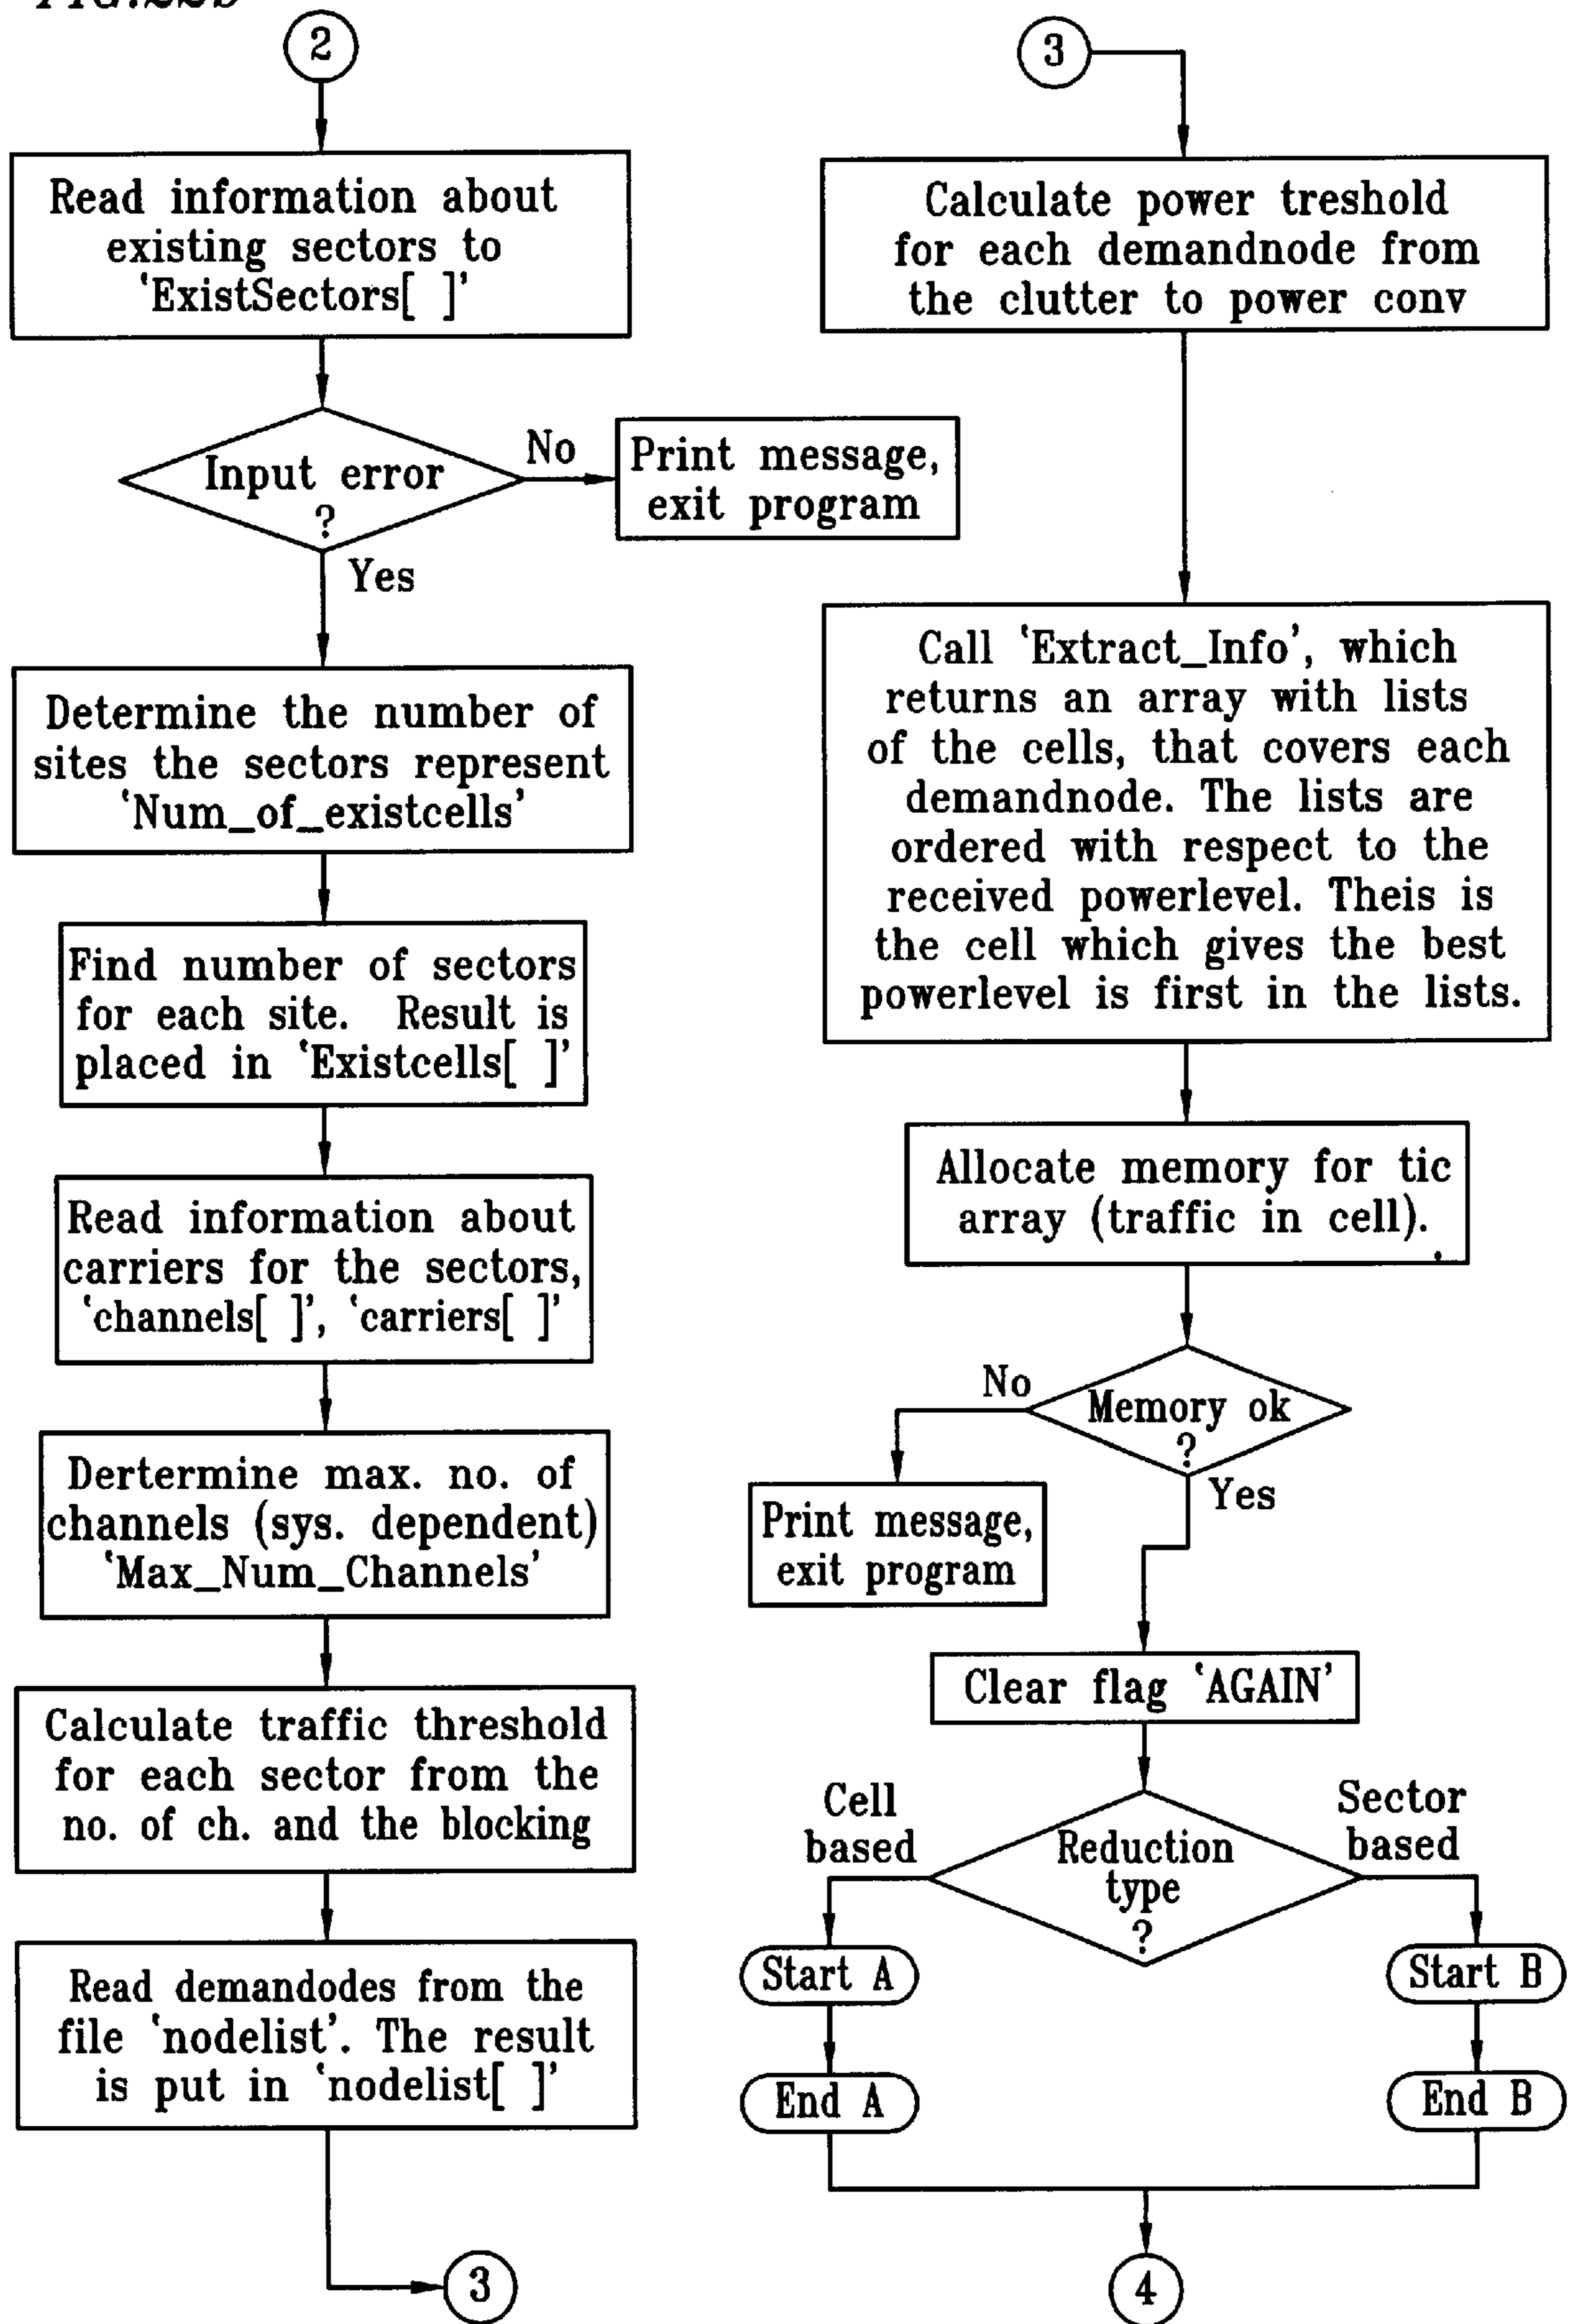 2
Read information about
existing sectors to
‘ExistSectors[ ]’
Input error
?
No
Print message,
exit program
Yes
Determine the number of
sites the sectors represent
‘Num_of_existcells’
Find number of sectors
for each site. Result is
placed in ‘Existcells[ ]’
Read information about
carriers for the sectors,
‘channels[ ]’, ‘carriers[ ]’
Dertermine max. no. of
channels (sys. dependent)
‘Max_Num_Channels’
Calculate traffic threshold
for each sector from the
no. of ch. and the blocking
Read demandodes from the
file ‘nodelist’. The result
is put in ‘nodelist[ ]’
3
3
Calculate power treshold
for each demandnode from
the clutter to power conv
Call ‘Extract_Info’, which
returns an array with lists
of the cells, that covers each
demandnode. The lists are
ordered with respect to the
received powerlevel. Theis is
the cell which gives the best
powerlevel is first in the lists.
Allocate memory for tic
array (traffic in cell).
Memory ok
?
No
Print message,
exit program
Yes
Clear flag ‘AGAIN’
Reduction
type
?
Cell
based
Sector
based
Start A
End A
Start B
End B
4